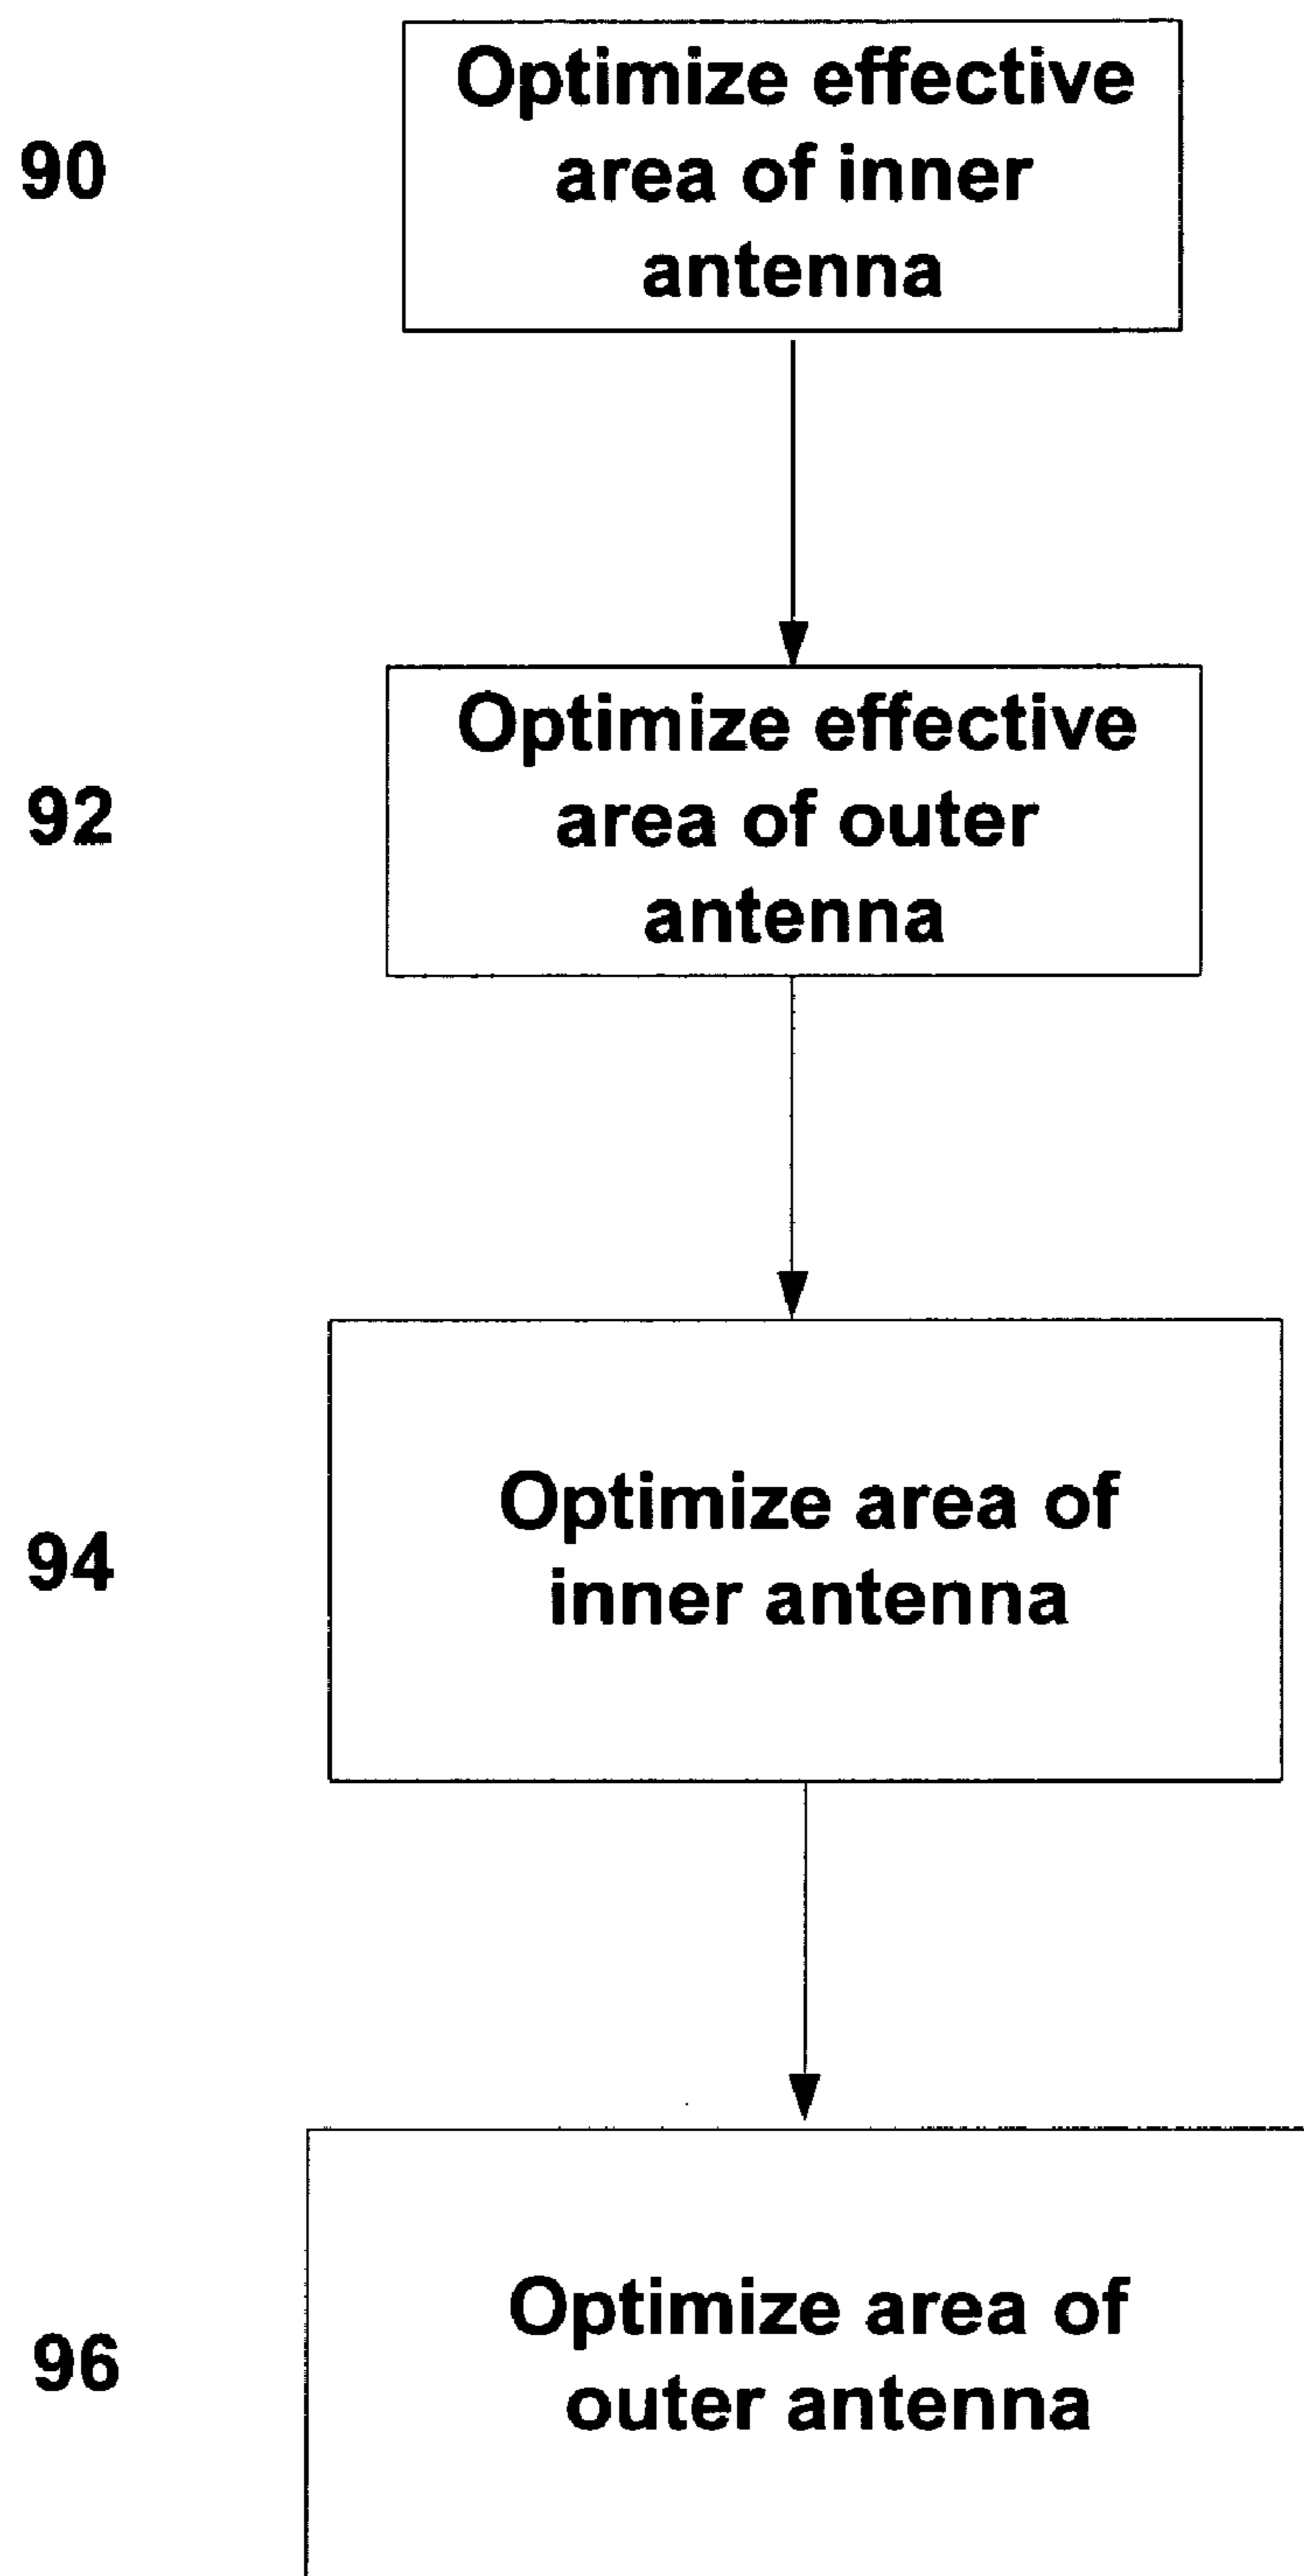 90
Optimize effective
area of inner
antenna
92
Optimize effective
area of outer
antenna
94
Optimize area of
inner antenna
96
Optimize area of
outer antenna